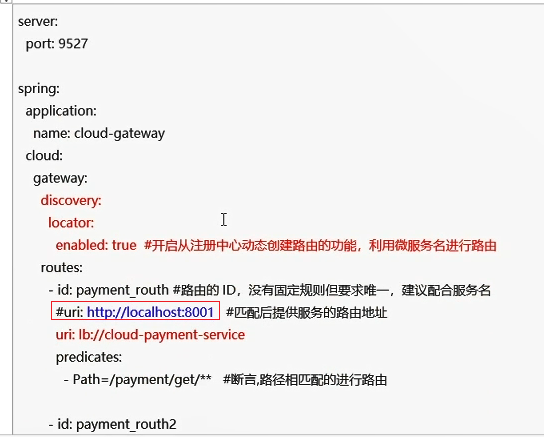 server:
port: 9527
spring:
application:
name: cloud-gateway
cloud:
gateway:
discovery:
locator:
enabled: true #开启从注册中心动态创建路由的功能，利用微服务名进行路由
routes:
- id: payment_routh #路由的ID，没有固定规则但要求唯一，建议配合服务名
#uri: http://localhost:8001 #匹配后提供服务的路由地址
uri: lb://cloud-payment-service
predicates:
- Path=/payment/get/** #断言,路径相匹配的进行路由
- id: payment_routh2